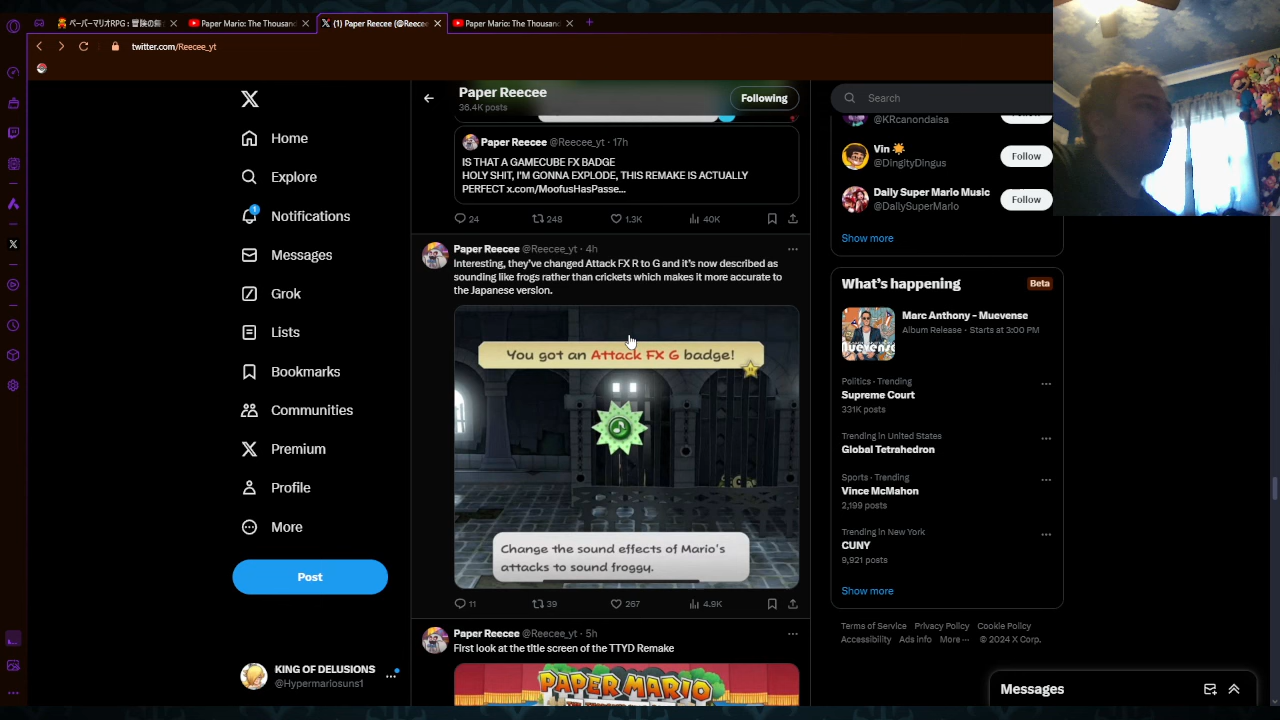 ペーパーマリオRPG : 冒険の舞
Paper Mario: The Thousand
(1) Paper Reecee (@Reece
Paper Mario: The Thousand
twitter.com/Reecee_yt
Home
Explore
1
Notifications
Messages
Grok
Lists
Bookmarks
Communities
Premium
Profile
More
Post
KING OF DELUSIONS
@Hypermariosuns1
Paper Reecee
36.4K posts
Following
Paper Reecee @Reecee_yt · 17h
IS THAT A GAMECUBE FX BADGE
HOLY SHIT, I'M GONNA EXPLODE, THIS REMAKE IS ACTUALLY
PERFECT x.com/MoofusHasPasse...
24 248 1.3K 40K
Paper Reecee @Reecee_yt · 4h
Interesting, they've changed Attack FX R to G and it's now described as
sounding like frogs rather than crickets which makes it more accurate to
the Japanese version.
You got an Attack FX G badge!
Change the sound effects of Mario's
attacks to sound froggy.
11 39 267 4.9K
Paper Reecee @Reecee_yt · 5h
First look at the title screen of the TTYD Remake
PAPER MARIO
Search
@KRcanondaisa
Follow
Vin
@DingityDingus
Follow
Daily Super Mario Music
@DailySuperMario
Follow
Show more
What's happening
Beta
Marc Anthony - Muevense
Album Release · Starts at 3:00 PM
Politics · Trending
Supreme Court
331K posts
Trending in United States
Global Tetrahedron
Sports · Trending
Vince McMahon
2,199 posts
Trending in New York
CUNY
9,921 posts
Show more
Terms of Service Privacy Policy Cookie Policy
Accessibility Ads info More ··· © 2024 X Corp.
Messages